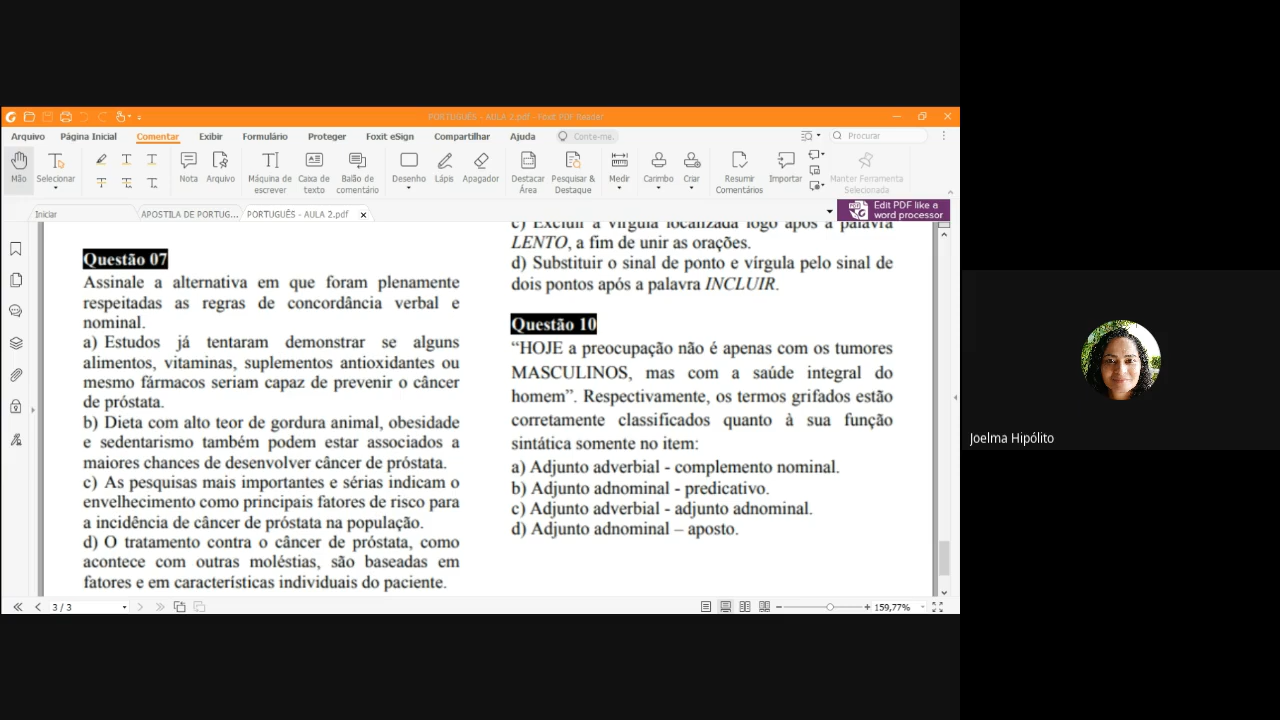 PORTUGUÊS - AULA 2.pdf - Foxit PDF Reader
Arquivo Página Inicial Comentar Exibir Formulário Proteger Foxit eSign Compartilhar Ajuda Conte-me. Procurar
Mão Selecionar Nota Arquivo Máquina de escrever Caixa de texto Balão de comentário Desenho Lápis Apagador Destacar Área Pesquisar & Destaque Medir Carimbo Criar Resumir Comentários Importar Manter Ferramenta Selecionada
Iniciar APOSTILA DE PORTUG... PORTUGUÊS - AULA 2.pdf
Edit PDF like a
word processor
Questão 07
Assinale a alternativa em que foram plenamente
respeitadas as regras de concordância verbal e
nominal.
a) Estudos já tentaram demonstrar se alguns
alimentos, vitaminas, suplementos antioxidantes ou
mesmo fármacos seriam capaz de prevenir o câncer
de próstata.
b) Dieta com alto teor de gordura animal, obesidade
e sedentarismo também podem estar associados a
maiores chances de desenvolver câncer de próstata.
c) As pesquisas mais importantes e sérias indicam o
envelhecimento como principais fatores de risco para
a incidência de câncer de próstata na população.
d) O tratamento contra o câncer de próstata, como
acontece com outras moléstias, são baseadas em
fatores e em características individuais do paciente.
c) Excluir a vírgula localizada logo após a palavra
LENTO, a fim de unir as orações.
d) Substituir o sinal de ponto e vírgula pelo sinal de
dois pontos após a palavra INCLUIR.
Questão 10
“HOJE a preocupação não é apenas com os tumores
MASCULINOS, mas com a saúde integral do
homem”. Respectivamente, os termos grifados estão
corretamente classificados quanto à sua função
sintática somente no item:
a) Adjunto adverbial - complemento nominal.
b) Adjunto adnominal - predicativo.
c) Adjunto adverbial - adjunto adnominal.
d) Adjunto adnominal – aposto.
3 / 3
159,77%
Joelma Hipólito